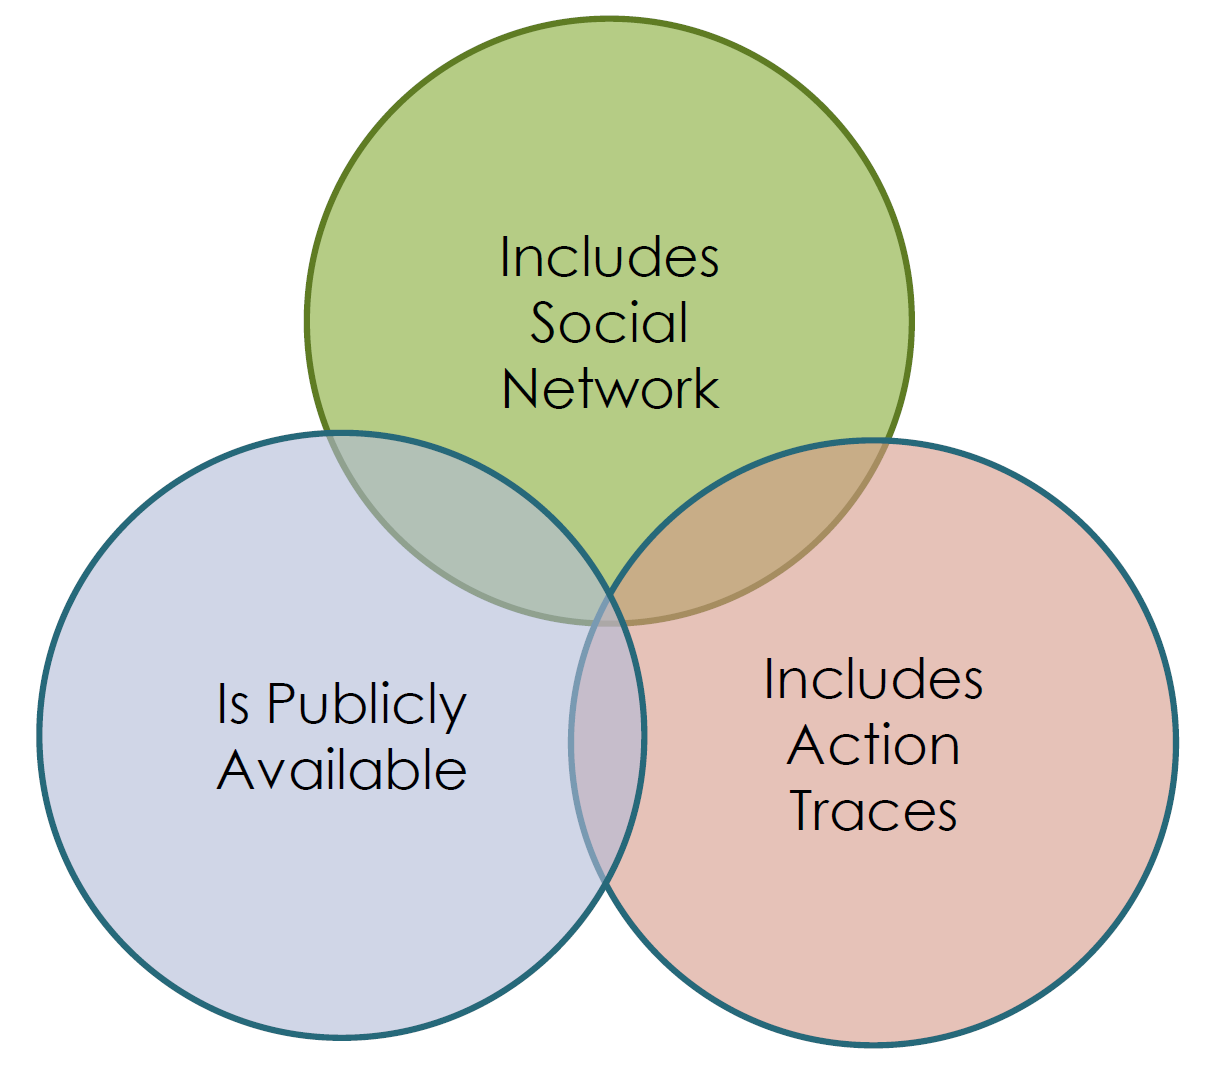 Includes
Social
Network
Is Publicly
Available
Includes
Action
Traces